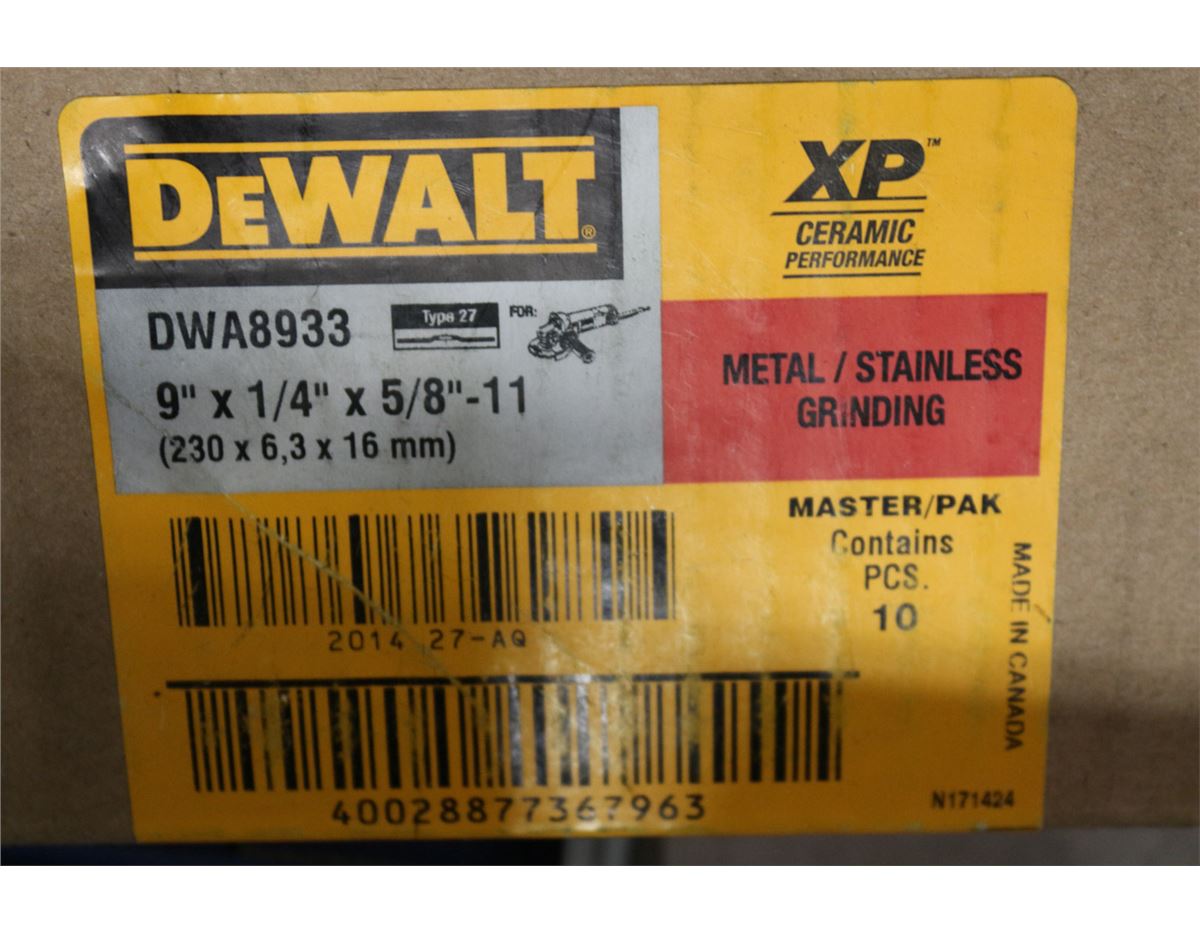 DEWALT®
XP™
CERAMIC
PERFORMANCE
DWA8933
Type 27
FOR:
9" x 1/4" x 5/8"-11
(230 x 6,3 x 16 mm)
METAL / STAINLESS
GRINDING
MASTER/PAK
Contains
PCS.
10
MADE IN CANADA
2014 27-AQ
40028877367963
N171424